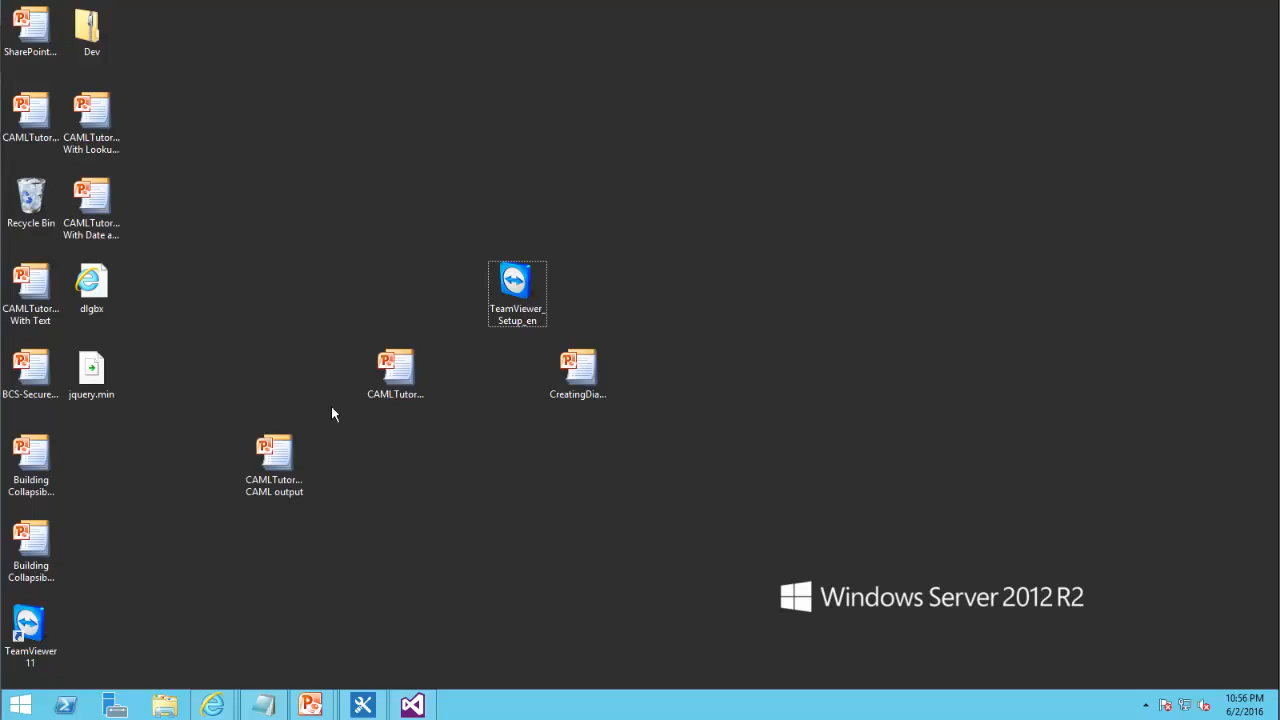 SharePoint...
Dev
CAMLTutor...
CAMLTutor...
With Looku...
Recycle Bin
CAMLTutor...
With Date a...
CAMLTutor...
With Text
dlgbx
TeamViewer_
Setup_en
BCS-Secure...
jquery.min
CAMLTutor...
CreatingDia...
Building
Collapsib...
CAMLTutor...
CAML output
Building
Collapsib...
Windows Server 2012 R2
TeamViewer
11
10:56 PM
6/2/2016